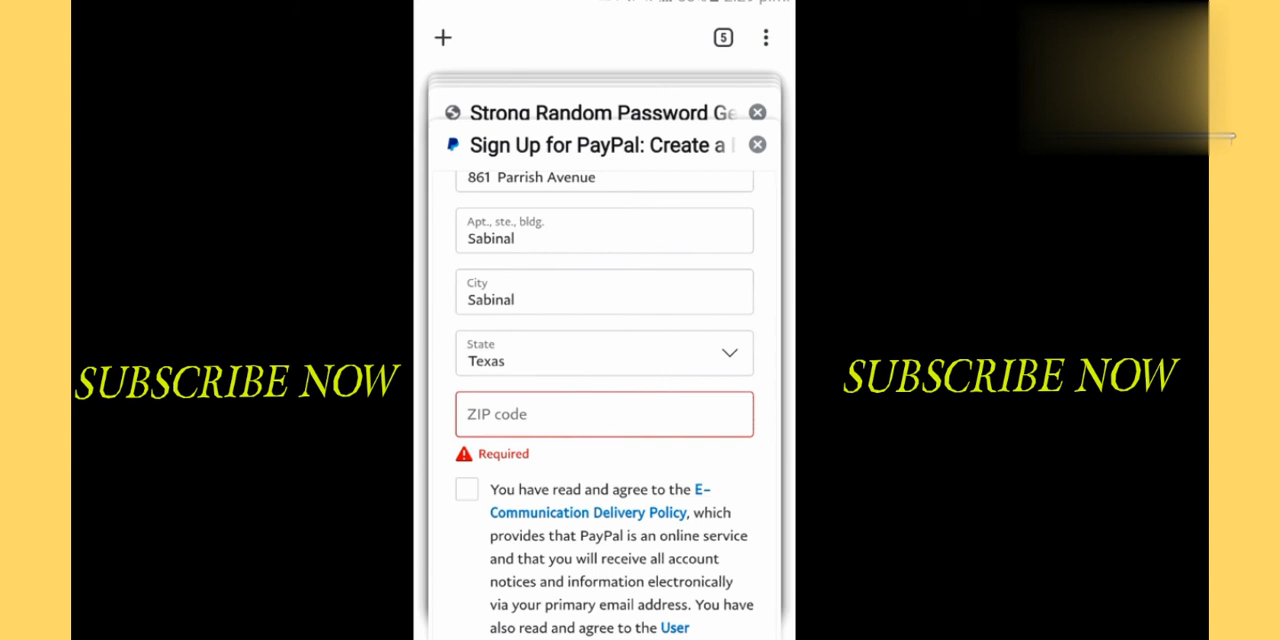 5
Strong Random Password Ge
Sign Up for PayPal: Create a
861 Parrish Avenue
Apt., ste., bldg.
Sabinal
City
Sabinal
State
Texas
ZIP code
Required
You have read and agree to the E-
Communication Delivery Policy, which
provides that PayPal is an online service
and that you will receive all account
notices and information electronically
via your primary email address. You have
also read and agree to the User
SUBSCRIBE NOW
SUBSCRIBE NOW